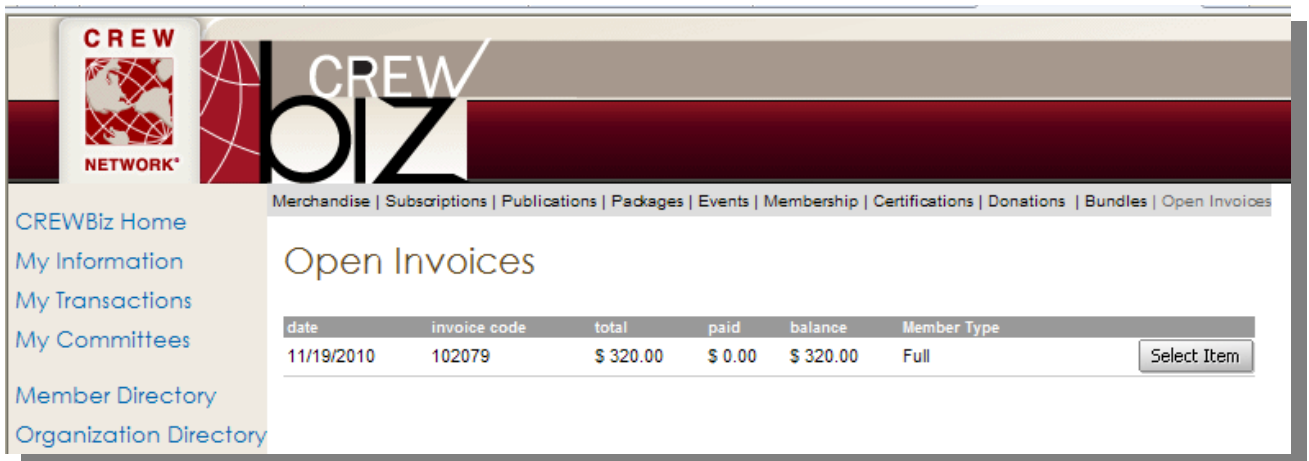 CREW
NETWORK®
CREW
biz
Merchandise | Subscriptions | Publications | Packages | Events | Membership | Certifications | Donations | Bundles | Open Invoices
CREWBiz Home
My Information
My Transactions
My Committees
Member Directory
Organization Directory
Open Invoices
date invoice code total paid balance Member Type
11/19/2010 102079 $ 320.00 $ 0.00 $ 320.00 Full Select Item